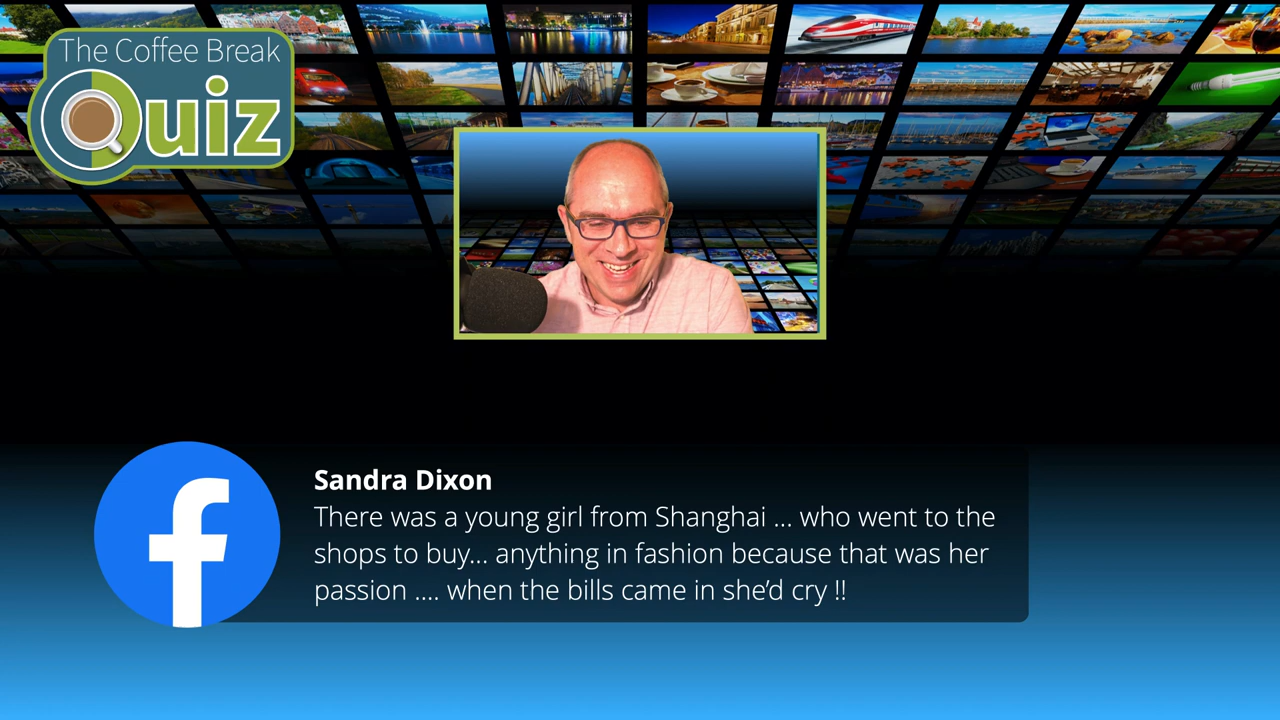 The Coffee Break
Quiz
Sandra Dixon
There was a young girl from Shanghai ... who went to the
shops to buy... anything in fashion because that was her
passion .... when the bills came in she’d cry !!